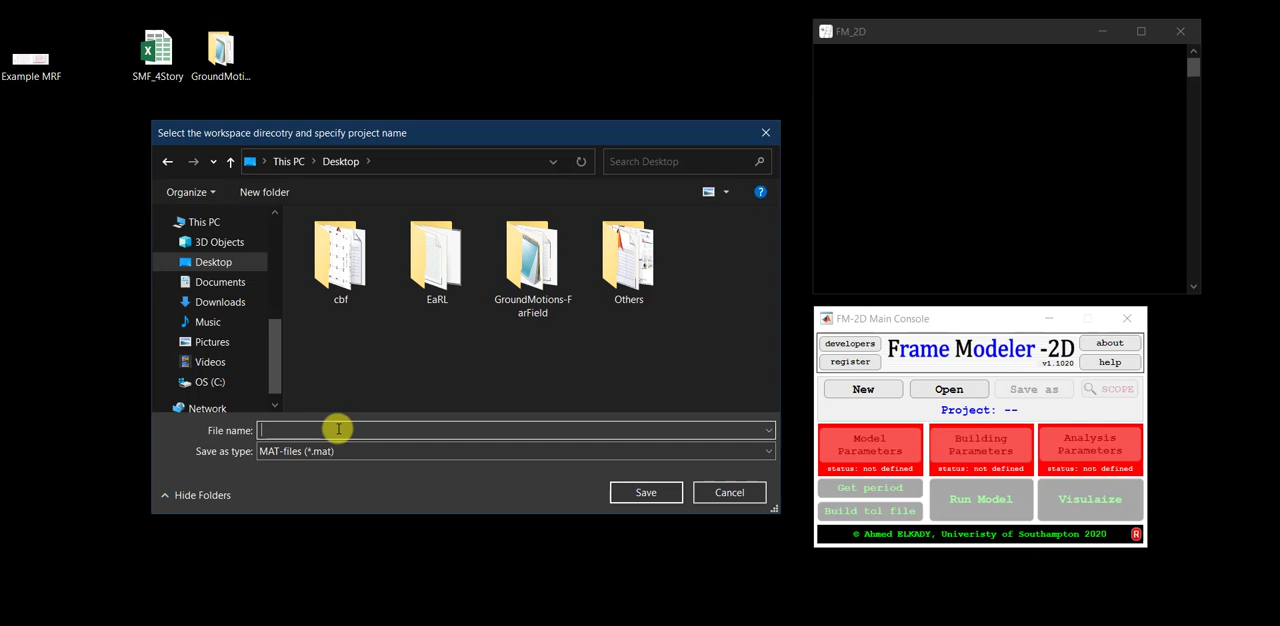 Example MRF
SMF_4Story
GroundMoti...
Select the workspace direcotry and specify project name
This PC
Desktop
Search Desktop
Organize
New folder
This PC
3D Objects
Desktop
Documents
Downloads
Music
Pictures
Videos
OS (C:)
Network
cbf
EaRL
GroundMotions-F
arField
Others
File name:
Save as type:
MAT-files (*.mat)
Hide Folders
Save
Cancel
FM_2D
FM-2D Main Console
developers
register
Frame Modeler -2D
v1.1020
about
help
New
Open
Save as
SCOPE
Project: --
Model
Parameters
status: not defined
Building
Parameters
status: not defined
Analysis
Parameters
status: not defined
Get period
Build tcl file
Run Model
Visulaize
© Ahmed ELKADY, Univeristy of Southampton 2020
R